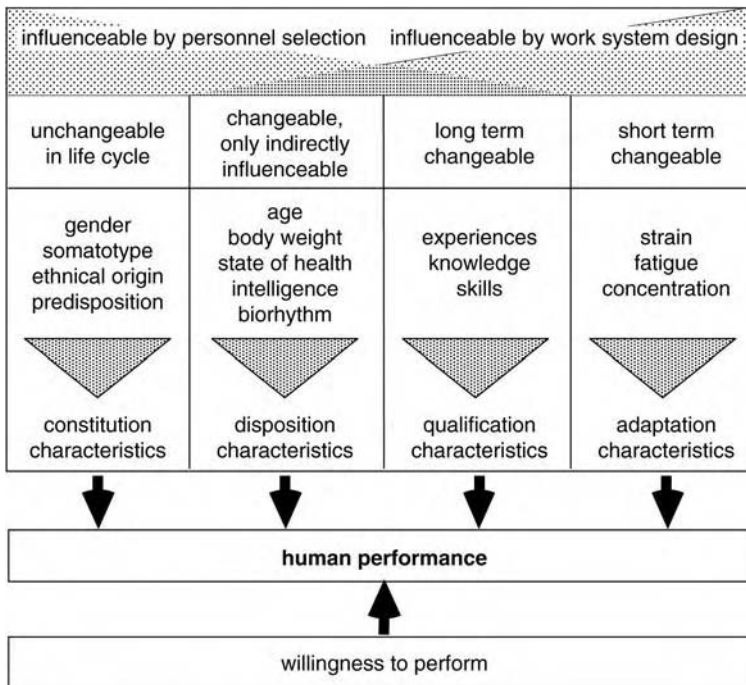 influenceable by personnel selection
influenceable by work system design
unchangeable
in life cycle
changeable,
only indirectly
influenceable
long term
changeable
short term
changeable
gender
somatotype
ethnical origin
predisposition
age
body weight
state of health
intelligence
biorhythm
experiences
knowledge
skills
strain
fatigue
concentration
constitution
characteristics
disposition
characteristics
qualification
characteristics
adaptation
characteristics
human performance
willingness to perform